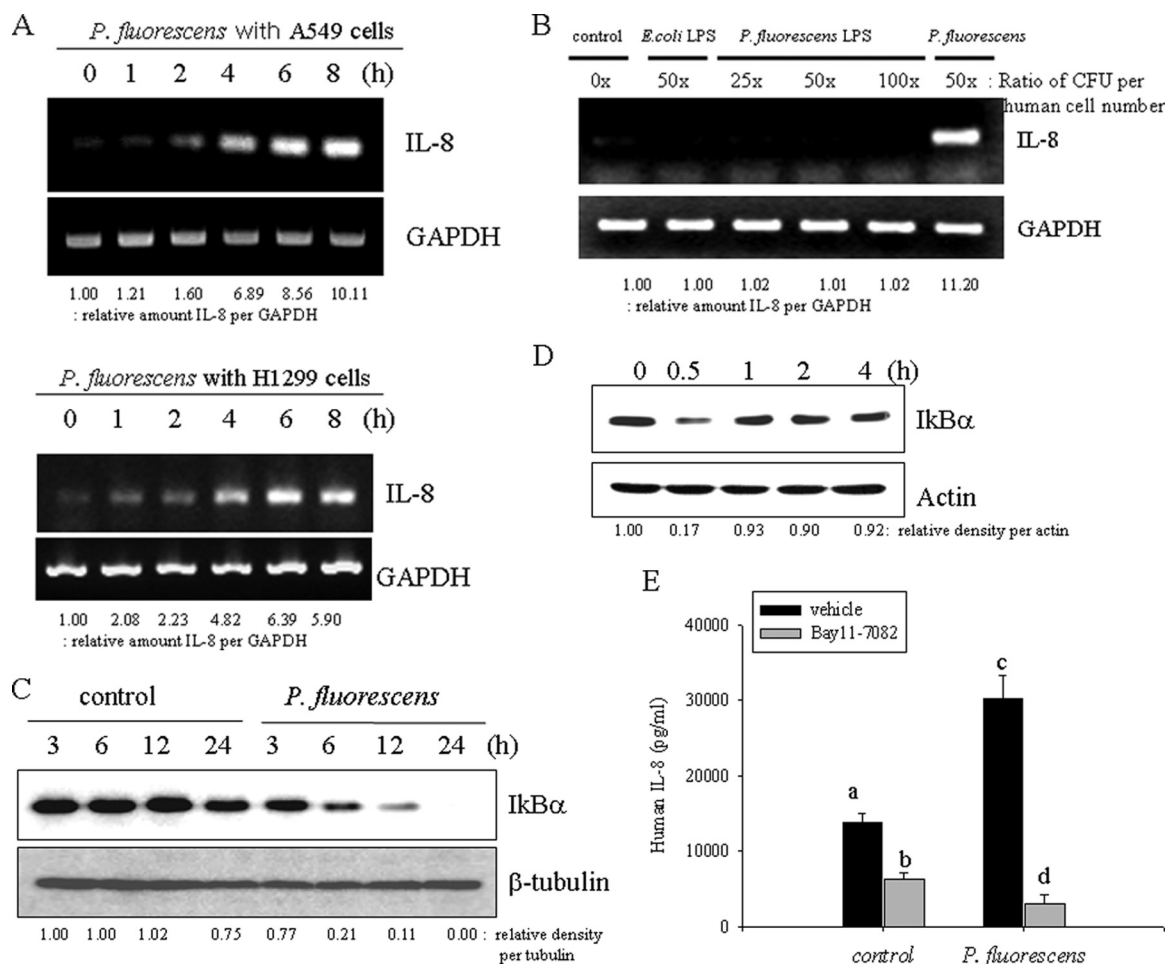 A
P. fluorescens with A549 cells
0 1 2 4 6 8 (h)
IL-8
GAPDH
1.00 1.21 1.60 6.89 8.56 10.11
: relative amount IL-8 per GAPDH
P. fluorescens with H1299 cells
0 1 2 4 6 8 (h)
IL-8
GAPDH
1.00 2.08 2.23 4.82 6.39 5.90
: relative amount IL-8 per GAPDH
B
control E.coli LPS P. fluorescens LPS P. fluorescens
0x 50x 25x 50x 100x 50x : Ratio of CFU per
human cell number
IL-8
GAPDH
1.00 1.00 1.02 1.01 1.02 11.20
: relative amount IL-8 per GAPDH
C
control P. fluorescens
3 6 12 24 3 6 12 24 (h)
IkBα
β-tubulin
1.00 1.00 1.02 0.75 0.77 0.21 0.11 0.00 : relative density
per tubulin
D
0 0.5 1 2 4 (h)
IkBα
Actin
1.00 0.17 0.93 0.90 0.92: relative density per actin
E
vehicle
Bay11-7082
Human IL-8 (pg/ml)
40000
30000
20000
10000
0
a
b
c
d
control P. fluorescens